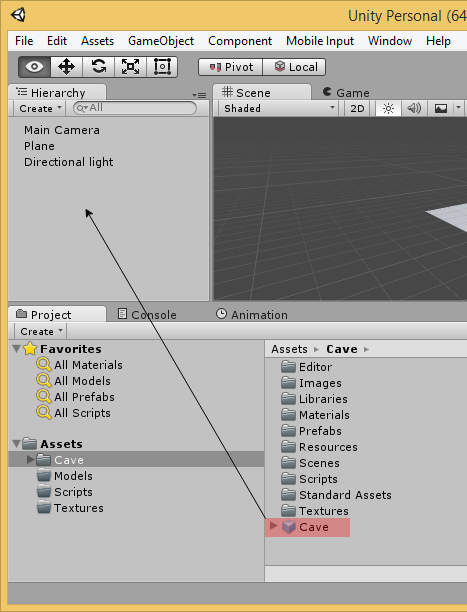 Unity Personal (64
File Edit Assets GameObject Component Mobile Input Window Help
Pivot Local
Hierarchy Scene Game
Create All Shaded 2D
Main Camera
Plane
Directional light
Project Console Animation
Create
Favorites
All Materials
All Models
All Prefabs
All Scripts
Assets
Cave
Models
Scripts
Textures
Assets Cave
Editor
Images
Libraries
Materials
Prefabs
Resources
Scenes
Scripts
Standard Assets
Textures
Cave